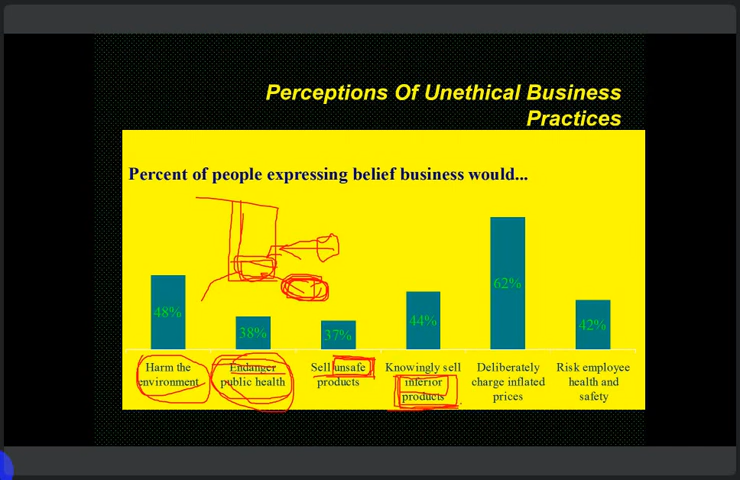 Perceptions Of Unethical Business
Practices
Percent of people expressing belief business would...
48%
38%
37%
44%
62%
42%
Harm the
environment
Endanger
public health
Sell unsafe
products
Knowingly sell
inferior
products
Deliberately
charge inflated
prices
Risk employee
health and
safety